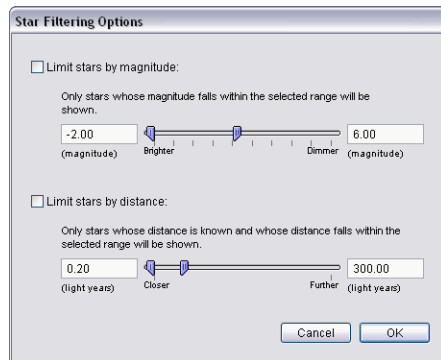 Star Filtering Options
Limit stars by magnitude:
Only stars whose magnitude falls within the selected range will be
shown.
-2.00 6.00
(magnitude) Brighter Dimmer (magnitude)
Limit stars by distance:
Only stars whose distance is known and whose distance falls within the
selected range will be shown.
0.20 300.00
(light years) Closer Further (light years)
Cancel OK